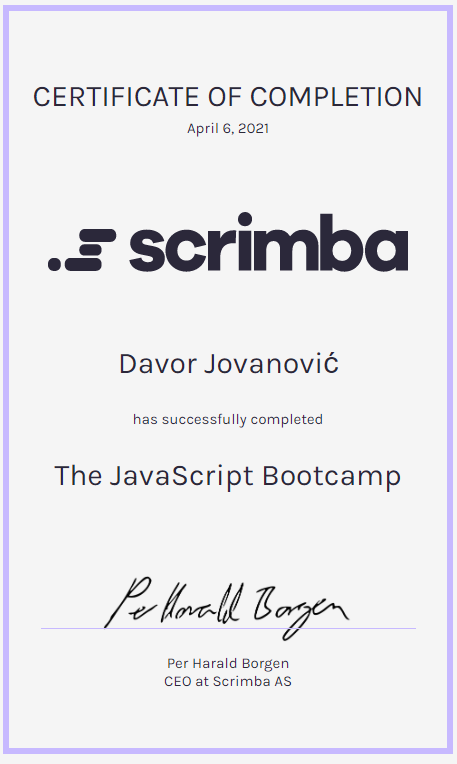 CERTIFICATE OF COMPLETION
April 6, 2021
scrimba
Davor Jovanović
has successfully completed
The JavaScript Bootcamp
Per Harald Borgen
Per Harald Borgen
CEO at Scrimba AS